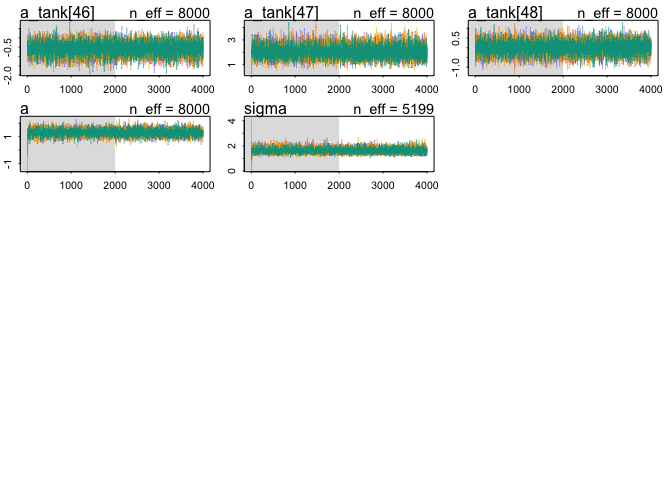 a_tank[46] n_eff = 8000
-2.0 -0.5
0 1000 2000 3000 4000
a_tank[47] n_eff = 8000
1 3
0 1000 2000 3000 4000
a_tank[48] n_eff = 8000
-1.0 0.5
0 1000 2000 3000 4000
a n_eff = 8000
-1 1
0 1000 2000 3000 4000
sigma n_eff = 5199
0 2 4
0 1000 2000 3000 4000